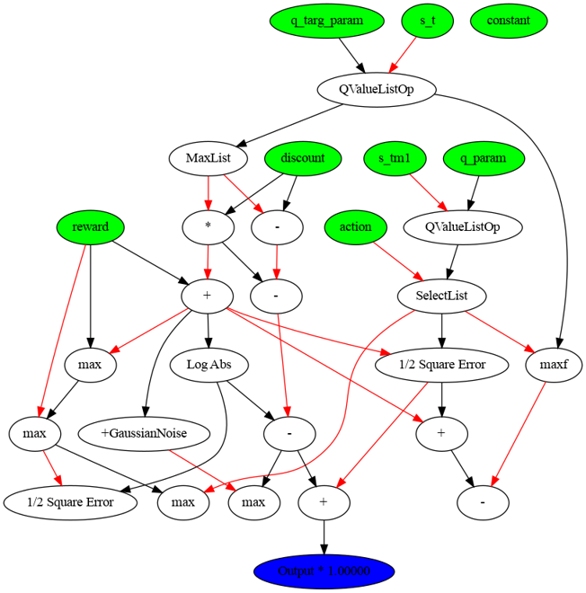 q_targ_param s_t constant
QValueListOp
MaxList discount s_tm1 q_param
* - action QValueListOp
reward
+ - SelectList
max Log Abs 1/2 Square Error maxf
max +GaussianNoise - +
1/2 Square Error max max + -
Output * 1.00000